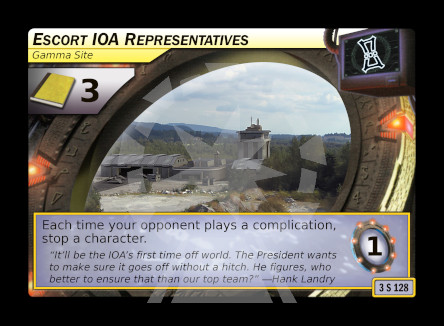 ESCORT IOA REPRESENTATIVES
Gamma Site
3
Each time your opponent plays a complication,
stop a character.
"It'll be the IOA's first time off world. The President wants
to make sure it goes off without a hitch. He figures, who
better to ensure that than our top team?" —Hank Landry
1
3 S 128